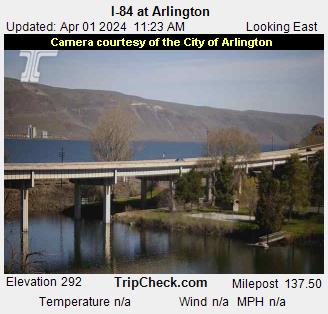 I-84 at Arlington
Updated: Apr 01 2024 11:23 AM Looking East
Camera courtesy of the City of Arlington
Elevation 292 TripCheck.com Milepost 137.50
Temperature n/a Wind n/a MPH n/a